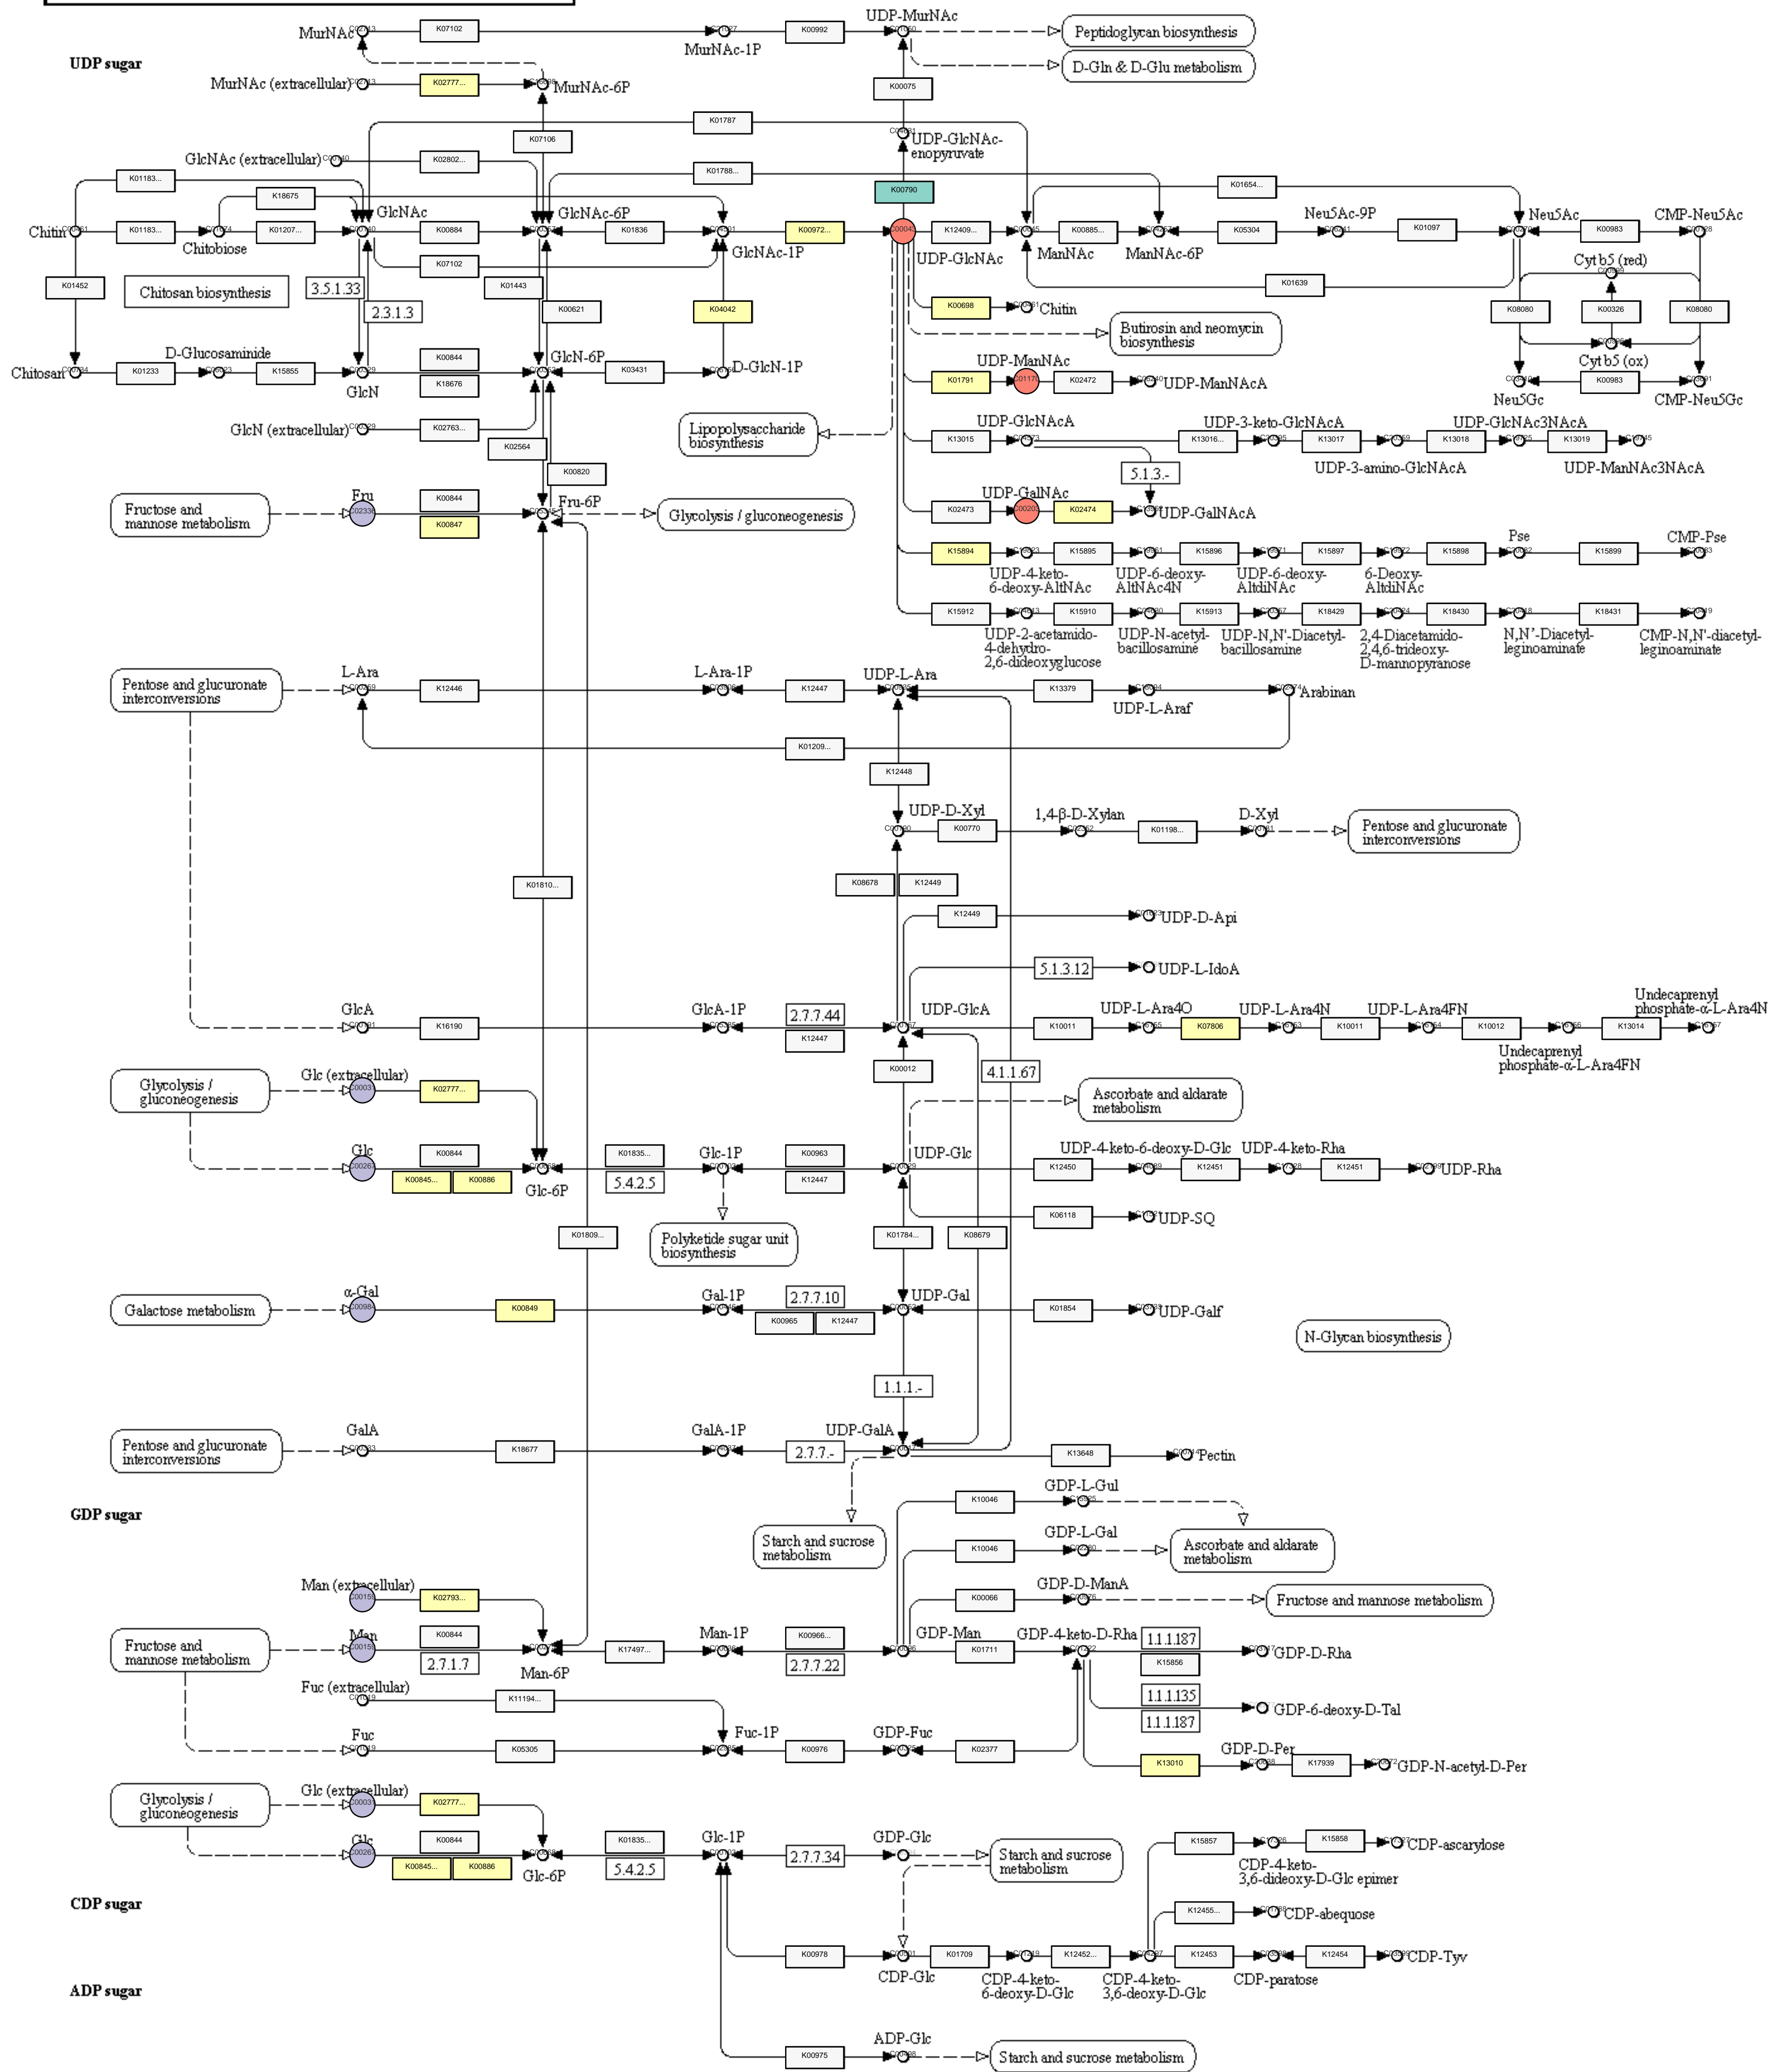 UDP-MurNAc
MurNAc
K07102
K00992
Peptidoglycan biosynthesis
MurNAc-1P
UDP sugar
D-Gln & D-Glu metabolism
MurNAc (extracellular)
K02777...
MurNAc-6P
K00075
K01787
K07106
UDP-GlcNAc-
enopyruvate
GlcNAc (extracellular)
K02802...
K01788...
K01183...
K18675
K00790
K01654...
GlcNAc
GlcNAc-6P
Neu5Ac-9P
Neu5Ac
CMP-Neu5Ac
Chitin
K01183...
K01207...
K00884
K01836
K00972...
K12409...
K00885...
K05304
K01097
K00983
Chitobiose
GlcNAc-1P
UDP-GlcNAc
ManNAc
ManNAc-6P
K07102
Cyt b5 (red)
K01452
Chitosan biosynthesis
3.5.1.33
K01443
K01639
2.3.1.3
K00621
K04042
K00698
Chitin
K08080
K00326
K08080
Butirosin and neomycin
biosynthesis
D-Glucosaminide
K00844
GlcN-6P
UDP-ManNAc
Cyt b5 (ox)
Chitosan
K01233
K15855
K18676
K03431
D-GlcN-1P
K01791
K02472
UDP-ManNAcA
K00983
GlcN
Neu5Gc
CMP-Neu5Gc
GlcN (extracellular)
K02763...
Lipopolysaccharide
biosynthesis
UDP-GlcNAcA
UDP-3-keto-GlcNAcA
UDP-GlcNAc3NAcA
K02564
K13015
K13016...
K13017
K13018
K13019
K00820
5.1.3.-
UDP-3-amino-GlcNAcA
UDP-ManNAc3NAcA
Fructose and
mannose metabolism
Fru
K00844
K00847
Fru-6P
Glycolysis / gluconeogenesis
UDP-GalNAc
K02473
K02474
UDP-GalNAcA
Pse
CMP-Pse
K15894
K15895
K15896
K15897
K15898
K15899
UDP-4-keto-
6-deoxy-AltNAc
UDP-6-deoxy-
AltNAc4N
UDP-6-deoxy-
AltdiNAc
6-Deoxy-
AltdiNAc
K15912
K15910
K15913
K18429
K18430
K18431
UDP-2-acetamido-
4-dehydro-
2,6-dideoxyglucose
UDP-N-acetyl-
bacillosamine
UDP-N,N'-Diacetyl-
bacillosamine
2,4-Diacetamido-
2,4,6-trideoxy-
D-mannopyranose
N,N'-Diacetyl-
leginoaminate
CMP-N,N'-diacetyl-
leginoaminate
Pentose and glucuronate
interconversions
L-Ara
K12446
L-Ara-1P
K12447
UDP-L-Ara
K13379
UDP-L-Araf
Arabinan
K01209...
K12448
UDP-D-Xyl
K00770
1,4-β-D-Xylan
K01198...
D-Xyl
Pentose and glucuronate
interconversions
K01810...
K08678
K12449
K12449
UDP-D-Api
5.1.3.12
UDP-L-IdoA
GlcA
K16190
GlcA-1P
2.7.7.44
K12447
UDP-GlcA
K10011
UDP-L-Ara4O
K07806
UDP-L-Ara4N
K10011
UDP-L-Ara4FN
K10012
Undecaprenyl
phosphate-α-L-Ara4FN
K13014
Undecaprenyl
phosphate-α-L-Ara4N
Glycolysis /
gluconeogenesis
Glc (extracellular)
K02777...
K00012
4.1.1.67
Ascorbate and aldarate
metabolism
Glc
K00844
K00845...
K00886
Glc-6P
K01835...
5.4.2.5
Glc-1P
K00963
K12447
UDP-Glc
K12450
UDP-4-keto-6-deoxy-D-Glc
K12451
UDP-4-keto-Rha
K12451
UDP-Rha
K06118
UDP-SQ
K01809...
Polyketide sugar unit
biosynthesis
K01784...
K08679
Galactose metabolism
α-Gal
K00849
Gal-1P
2.7.7.10
K00965
K12447
UDP-Gal
K01854
UDP-Galf
N-Glycan biosynthesis
1.1.1.-
Pentose and glucuronate
interconversions
GalA
K18677
GalA-1P
2.7.7.-
UDP-GalA
K13648
Pectin
GDP sugar
Starch and sucrose
metabolism
K10046
GDP-L-Gul
K10046
GDP-L-Gal
Ascorbate and aldarate
metabolism
Man (extracellular)
K02793...
K00066
GDP-D-ManA
Fructose and mannose metabolism
Fructose and
mannose metabolism
Man
K00844
2.7.1.7
Man-6P
K17497...
Man-1P
K00966...
2.7.7.22
GDP-Man
K01711
GDP-4-keto-D-Rha
1.1.1.187
K15856
GDP-D-Rha
Fuc (extracellular)
K11194...
1.1.1.135
1.1.1.187
GDP-6-deoxy-D-Tal
Fuc
K05305
Fuc-1P
K00976
GDP-Fuc
K02377
K13010
GDP-D-Per
K17939
GDP-N-acetyl-D-Per
Glycolysis /
gluconeogenesis
Glc (extracellular)
K02777...
Glc
K00844
K00845...
K00886
Glc-6P
K01835...
5.4.2.5
Glc-1P
2.7.7.34
GDP-Glc
Starch and sucrose
metabolism
K15857
K15858
CDP-ascarylose
CDP-4-keto-
3,6-dideoxy-D-Glc epimer
CDP sugar
K12455...
CDP-abequose
K00978
CDP-Glc
K01709
CDP-4-keto-
6-deoxy-D-Glc
K12452...
CDP-4-keto-
3,6-deoxy-D-Glc
K12453
CDP-paratose
K12454
CDP-Tyv
ADP sugar
K00975
ADP-Glc
Starch and sucrose metabolism